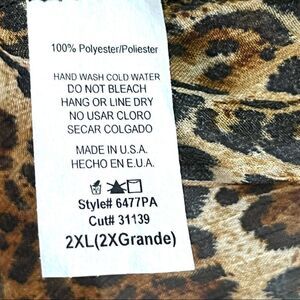 100% Polyester/Poliester
HAND WASH COLD WATER
DO NOT BLEACH
HANG OR LINE DRY
NO USAR CLORO
SECAR COLGADO
MADE IN U.S.A.
HECHO EN E.U.A.
Style# 6477PA
Cut# 31139
2XL(2XGrande)